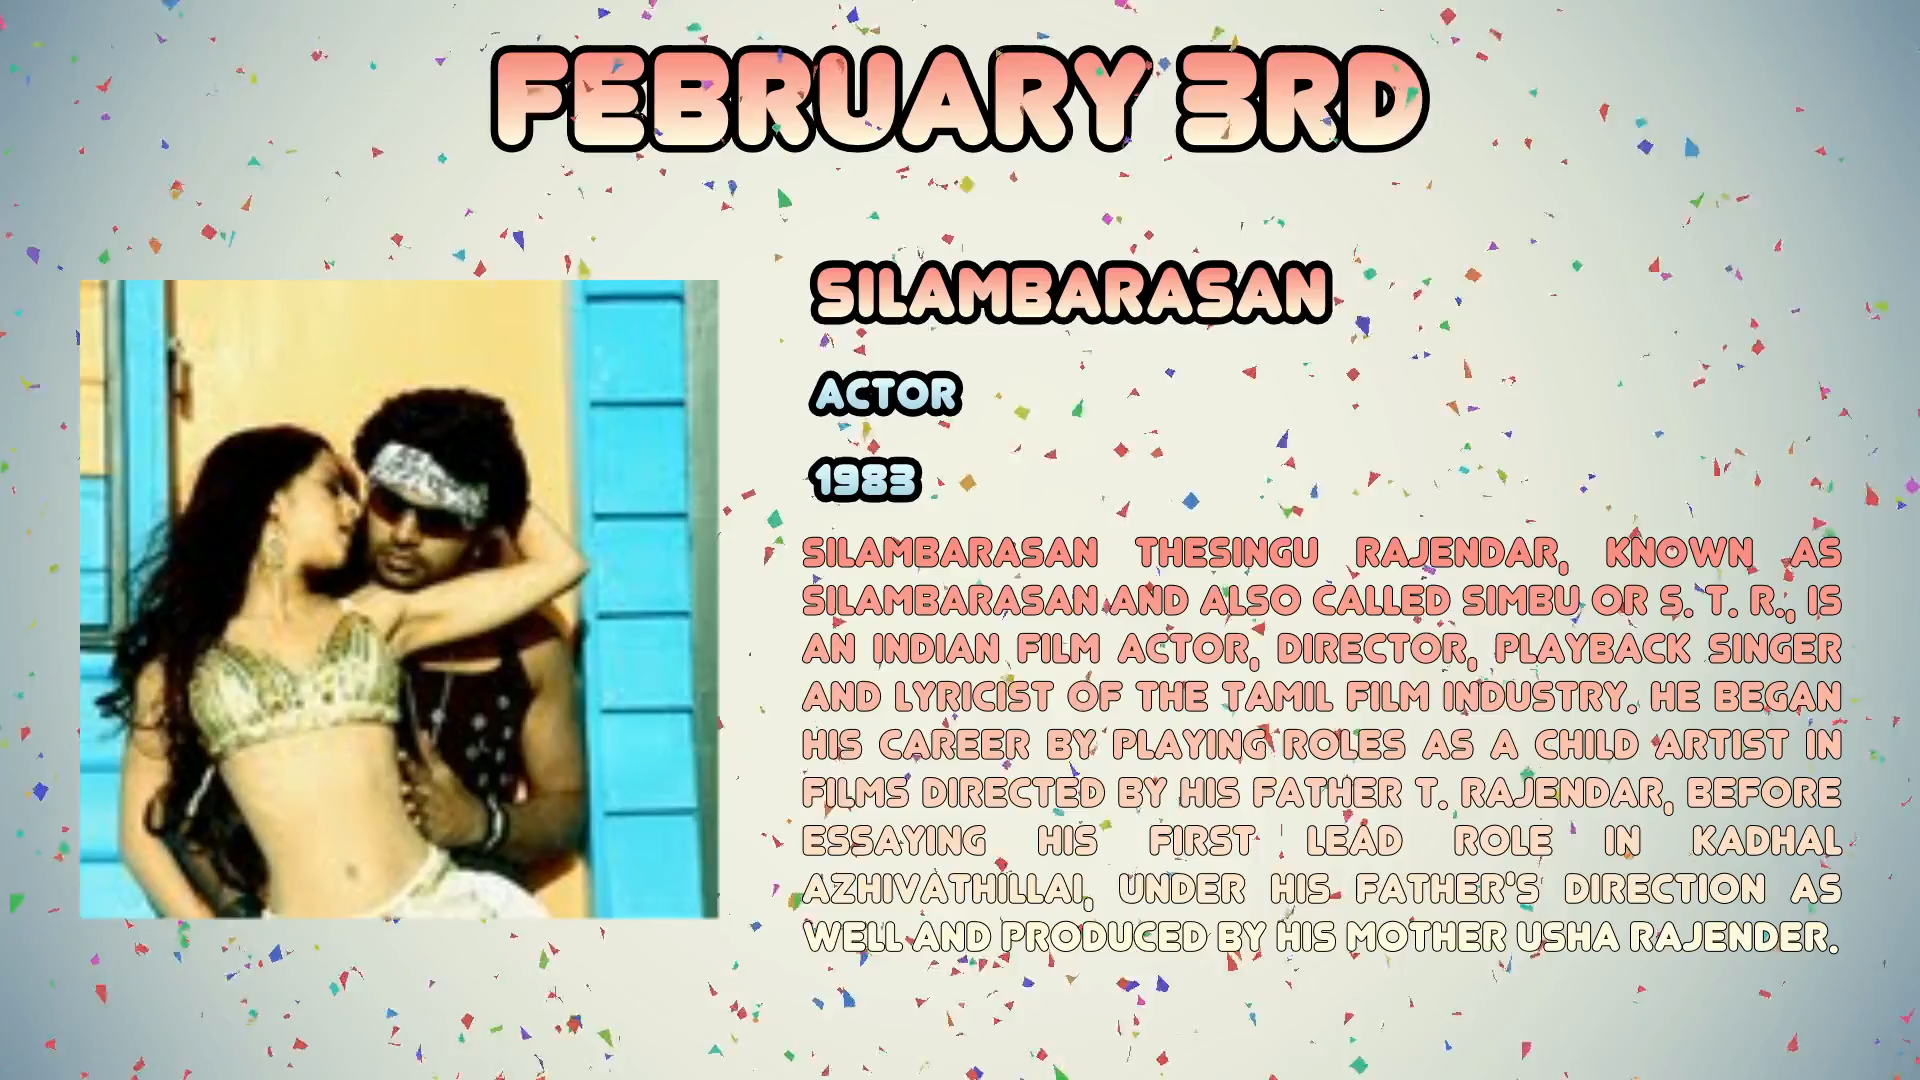 FEBRUARY 3RD
SILAMBARASAN
ACTOR
1983
SILAMBARASAN THESINGU RAJENDAR, KNOWN AS
SILAMBARASAN AND ALSO CALLED SIMBU OR S. T. R., IS
AN INDIAN FILM ACTOR, DIRECTOR, PLAYBACK SINGER
AND LYRICIST OF THE TAMIL FILM INDUSTRY. HE BEGAN
HIS CAREER BY PLAYING ROLES AS A CHILD ARTIST IN
FILMS DIRECTED BY HIS FATHER T. RAJENDAR, BEFORE
ESSAYING HIS FIRST LEAD ROLE IN KADHAL
AZHIVATHILLAI, UNDER HIS FATHER'S DIRECTION AS
WELL AND PRODUCED BY HIS MOTHER USHA RAJENDER.